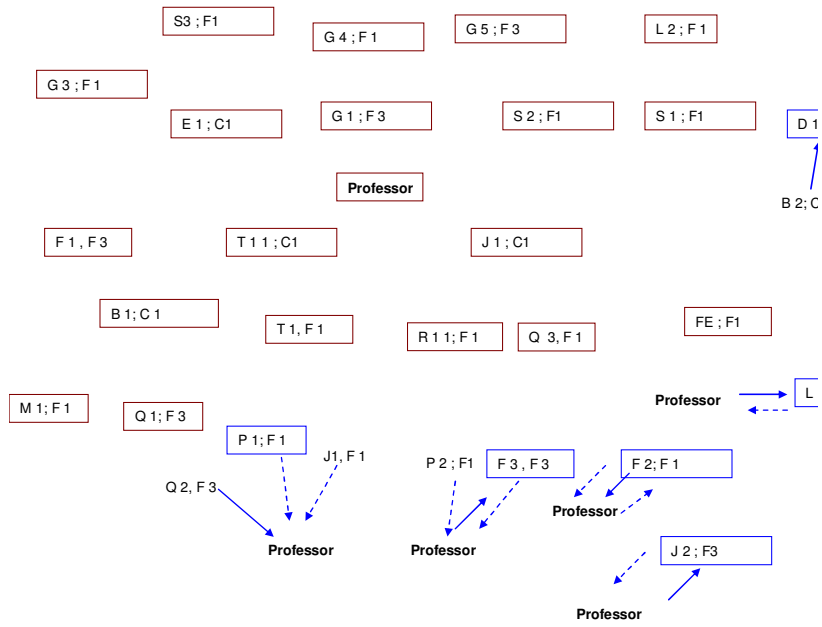 S3 ; F1
G 4 ; F 1
G 5 ; F 3
L 2 ; F 1
G 3 ; F 1
E 1 ; C1
G 1 ; F 3
S 2 ; F1
S 1 ; F1
D 1
Professor
B 2; C
F 1 , F 3
T 1 1 ; C1
J 1 ; C1
B 1; C 1
T 1, F 1
R 1 1; F 1
Q 3, F 1
FE ; F1
Professor
L
M 1; F 1
Q 1; F 3
P 1; F 1
J1, F 1
P 2 ; F1
F 3 , F 3
F 2; F 1
Q 2, F 3
Professor
Professor
Professor
J 2 ; F3
Professor